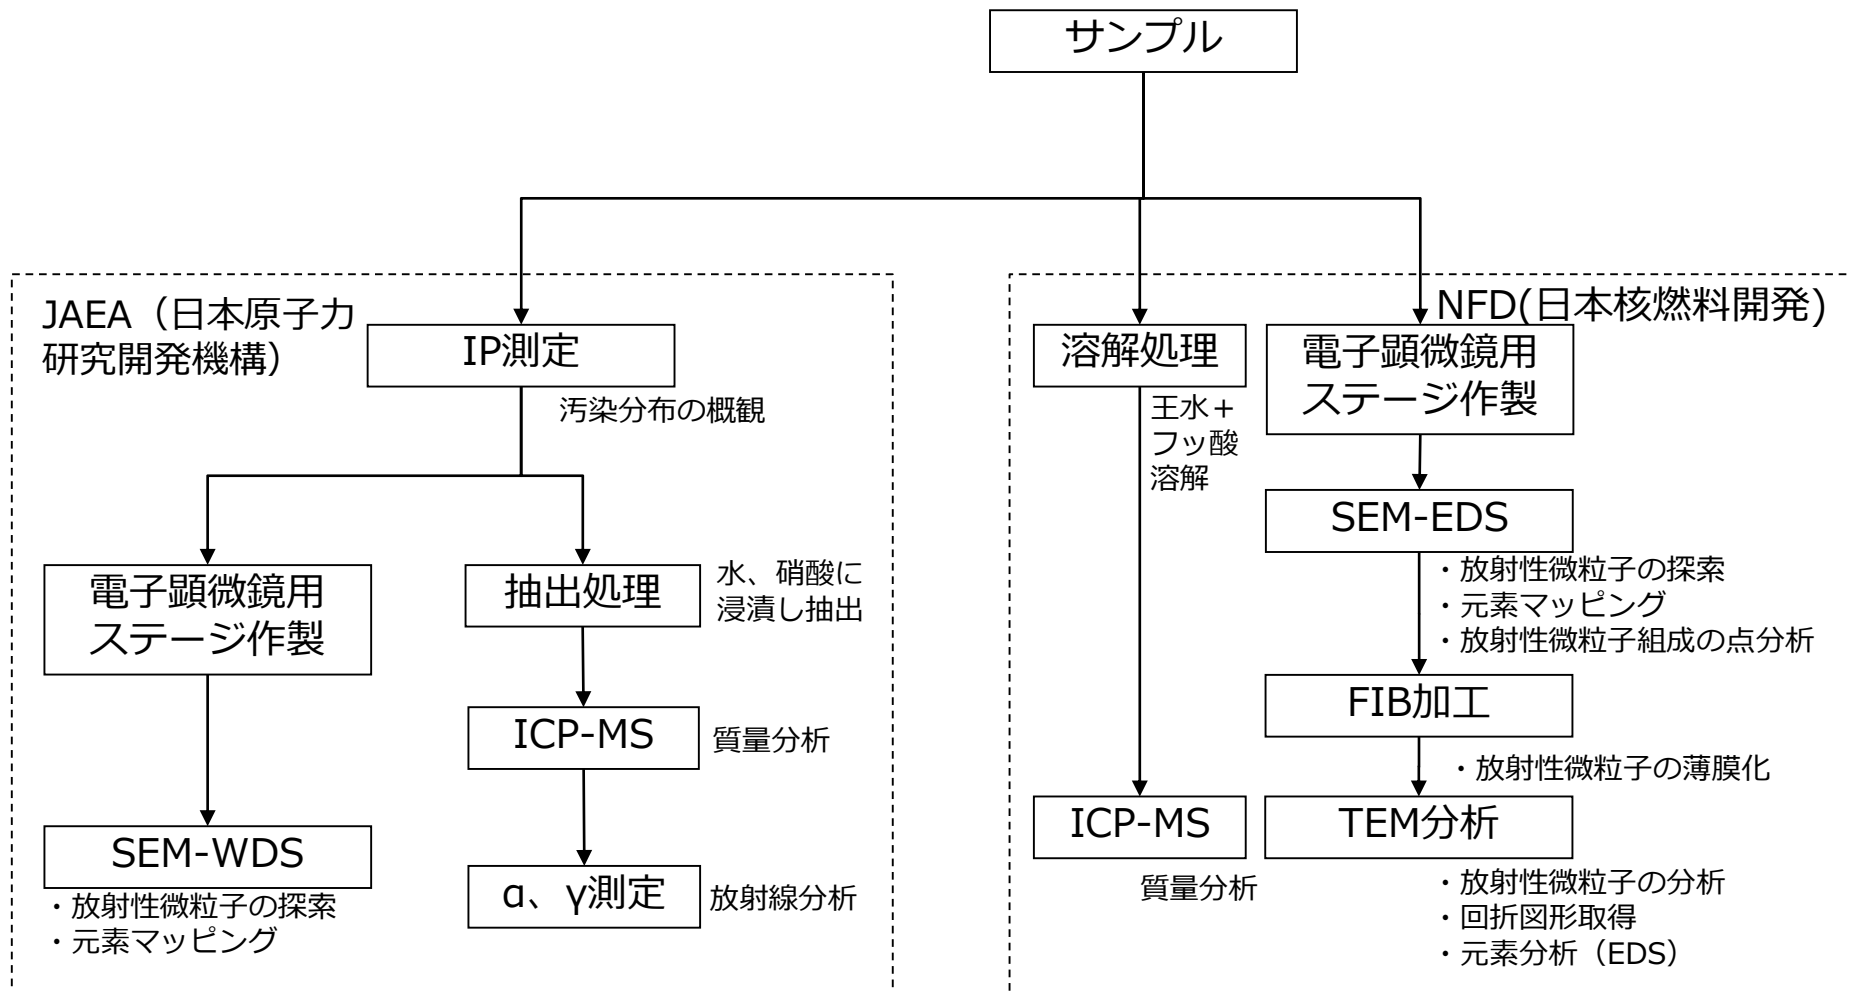 サンプル
JAEA（日本原子力
研究開発機構）
IP測定
汚染分布の概観
電子顕微鏡用
ステージ作製
SEM-WDS
・放射性微粒子の探索
・元素マッピング
抽出処理
水、硝酸に
浸漬し抽出
ICP-MS
質量分析
α、γ測定
放射線分析
NFD(日本核燃料開発)
溶解処理
王水＋
フッ酸
溶解
ICP-MS
質量分析
電子顕微鏡用
ステージ作製
SEM-EDS
・放射性微粒子の探索
・元素マッピング
・放射性微粒子組成の点分析
FIB加工
・放射性微粒子の薄膜化
TEM分析
・放射性微粒子の分析
・回折図形取得
・元素分析（EDS）